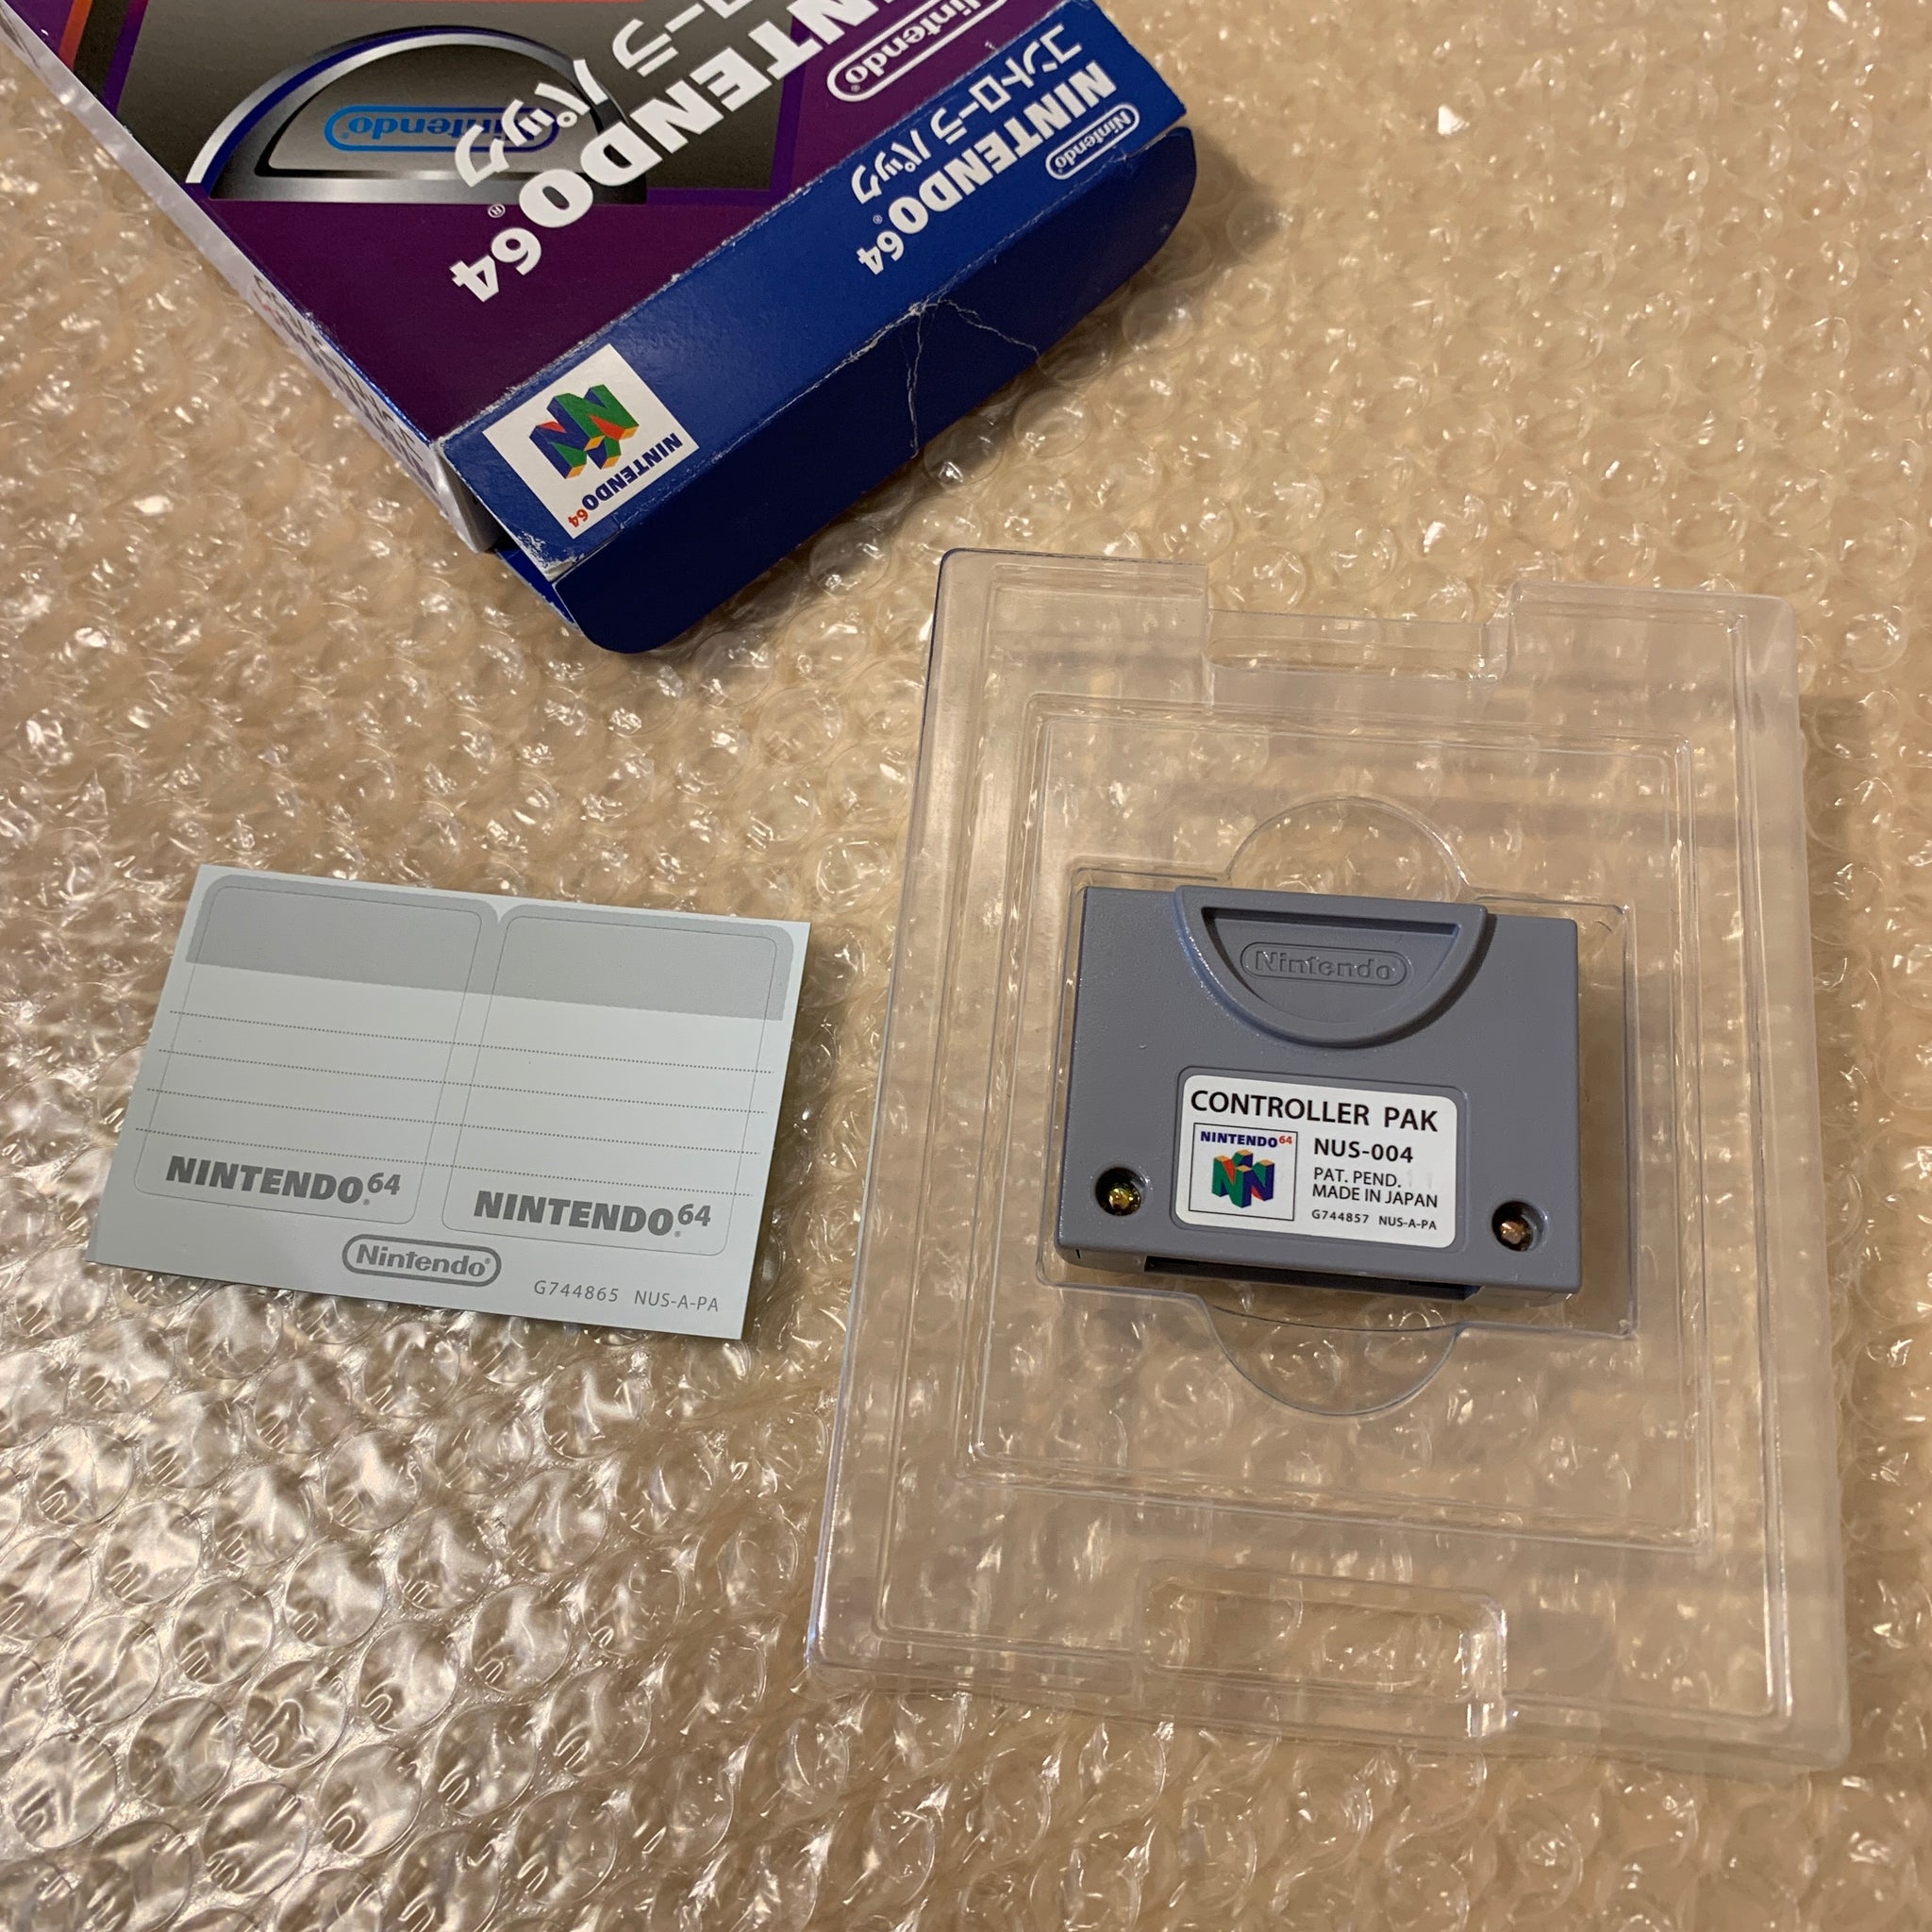 Nintendo
NINTENDO64
コントローラ パック
Nintendo
Nintendo
NINTENDO64
コントローラ パック
NINTENDO64
Nintendo
CONTROLLER PAK
NINTENDO64
NUS-004
PAT. PEND.
MADE IN JAPAN
G744857 NUS-A-PA
NINTENDO64
NINTENDO64
Nintendo
G744865 NUS-A-PA